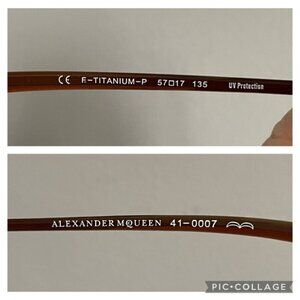 CE E-TITANIUM-P 57□17 135 UV Protection
ALEXANDER MCQUEEN 41-0007
PIC•COLLAGE